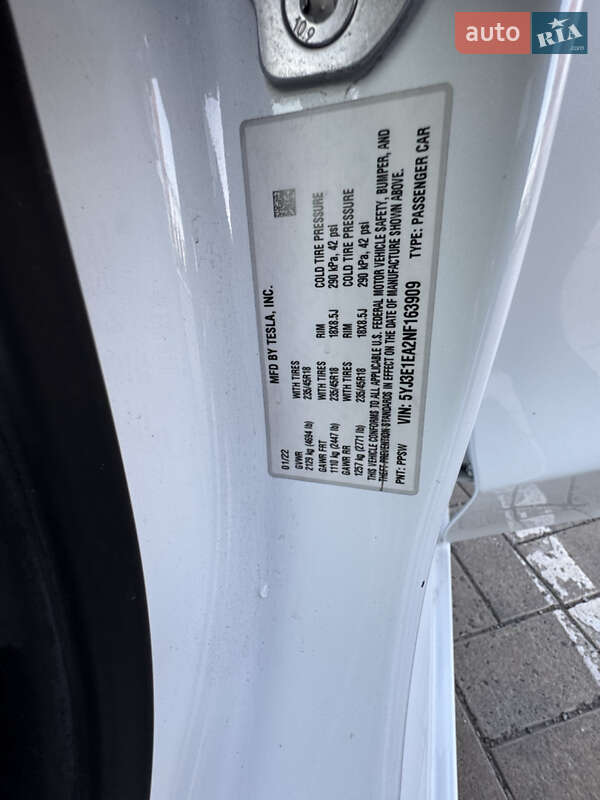 10.9
auto RIA.com
MFD BY TESLA, INC.
01/22
GVWR WITH TIRES RIM COLD TIRE PRESSURE
2129 kg (4694 lb) 235/45R18 18X8.5J 290 kPa, 42 psi
GAWR FRT WITH TIRES RIM COLD TIRE PRESSURE
1110 kg (2447 lb) 235/45R18 18X8.5J 290 kPa, 42 psi
GAWR RR
1257 kg (2771 lb) 235/45R18
THIS VEHICLE CONFORMS TO ALL APPLICABLE U.S. FEDERAL MOTOR VEHICLE SAFETY, BUMPER, AND
THEFT PREVENTION STANDARDS IN EFFECT ON THE DATE OF MANUFACTURE SHOWN ABOVE.
VIN: 5YJ3E1EA2NF163909 TYPE: PASSENGER CAR
PNT: PPSW